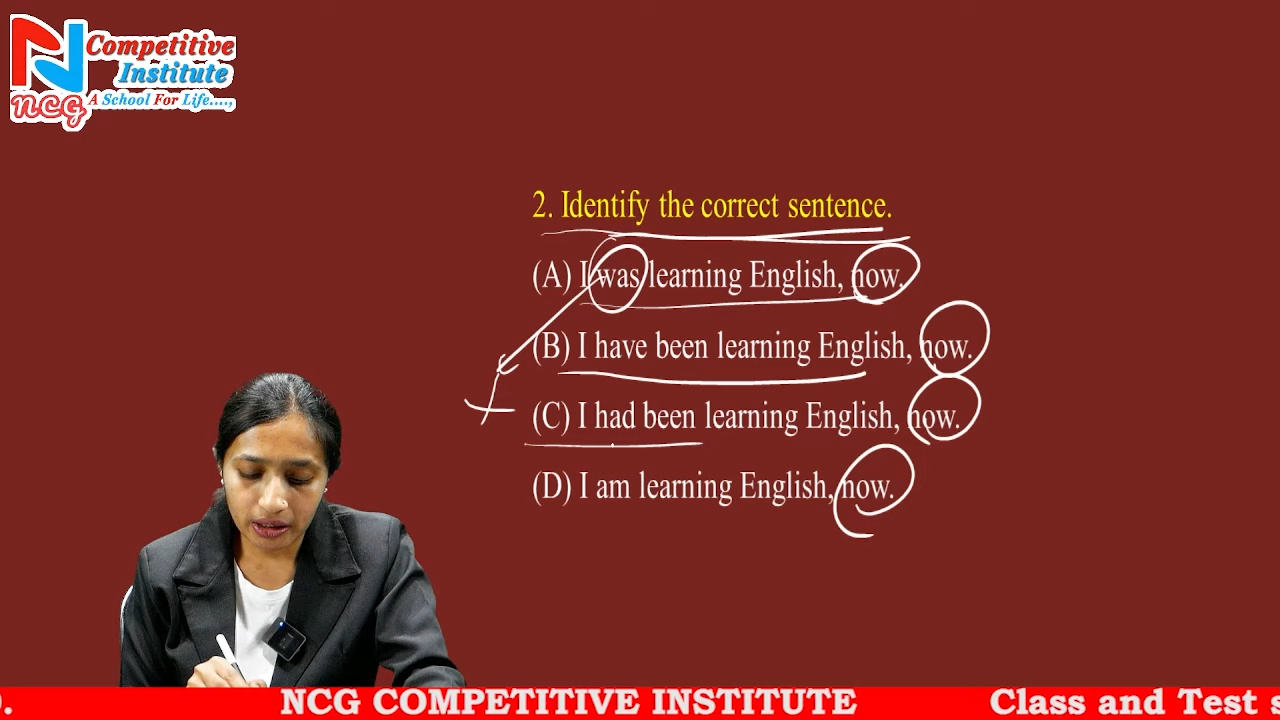 Competitive
Institute
NCG A School For Life....,
2. Identify the correct sentence.
(A) I was learning English, now.
(B) I have been learning English, now.
(C) I had been learning English, now.
(D) I am learning English, now.
NCG COMPETITIVE INSTITUTE Class and Test